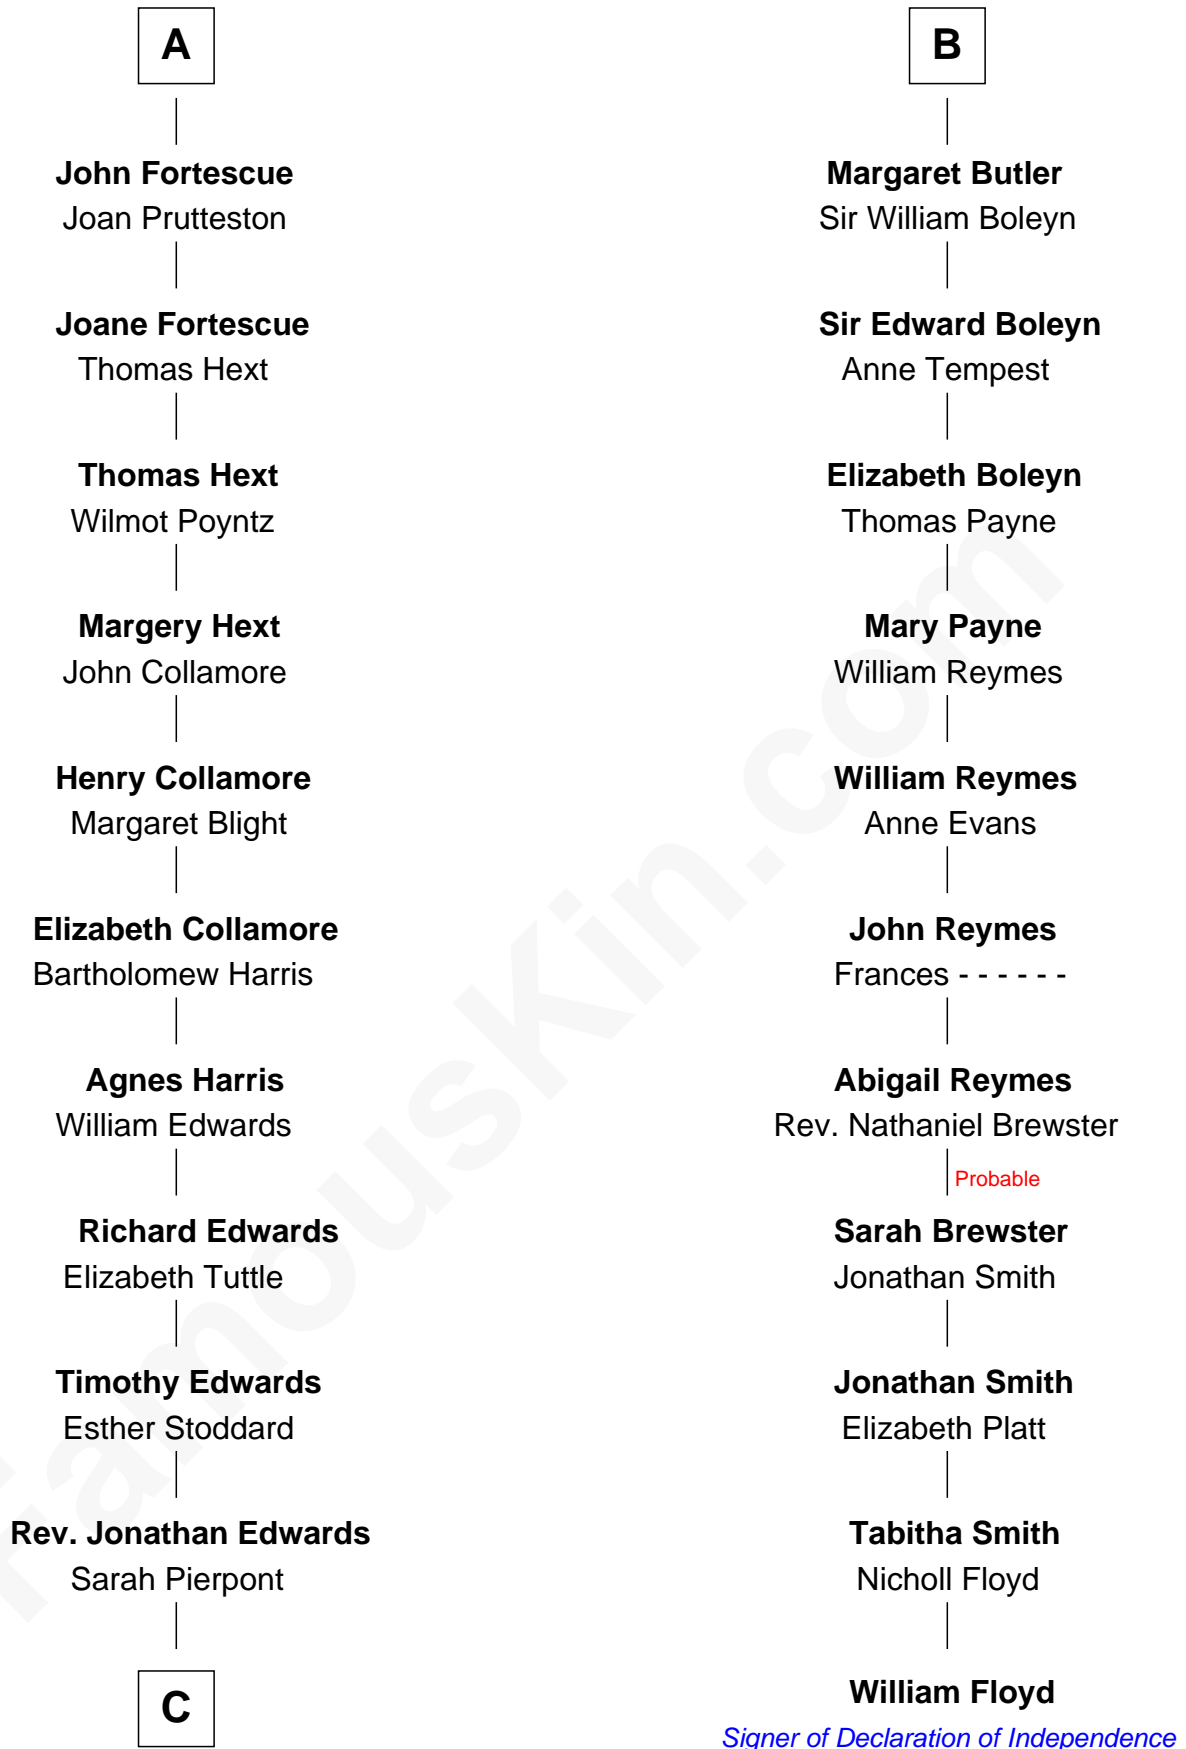 A
John Fortescue
Joan Prutteston
Joane Fortescue
Thomas Hext
Thomas Hext
Wilmot Poyntz
Margery Hext
John Collamore
Henry Collamore
Margaret Blight
Elizabeth Collamore
Bartholomew Harris
Agnes Harris
William Edwards
Richard Edwards
Elizabeth Tuttle
Timothy Edwards
Esther Stoddard
Rev. Jonathan Edwards
Sarah Pierpont
C
B
Margaret Butler
Sir William Boleyn
Sir Edward Boleyn
Anne Tempest
Elizabeth Boleyn
Thomas Payne
Mary Payne
William Reymes
William Reymes
Anne Evans
John Reymes
Frances - - - - - -
Abigail Reymes
Rev. Nathaniel Brewster
Probable
Sarah Brewster
Jonathan Smith
Jonathan Smith
Elizabeth Platt
Tabitha Smith
Nicholl Floyd
William Floyd
Signer of Declaration of Independence
FamousKin.com